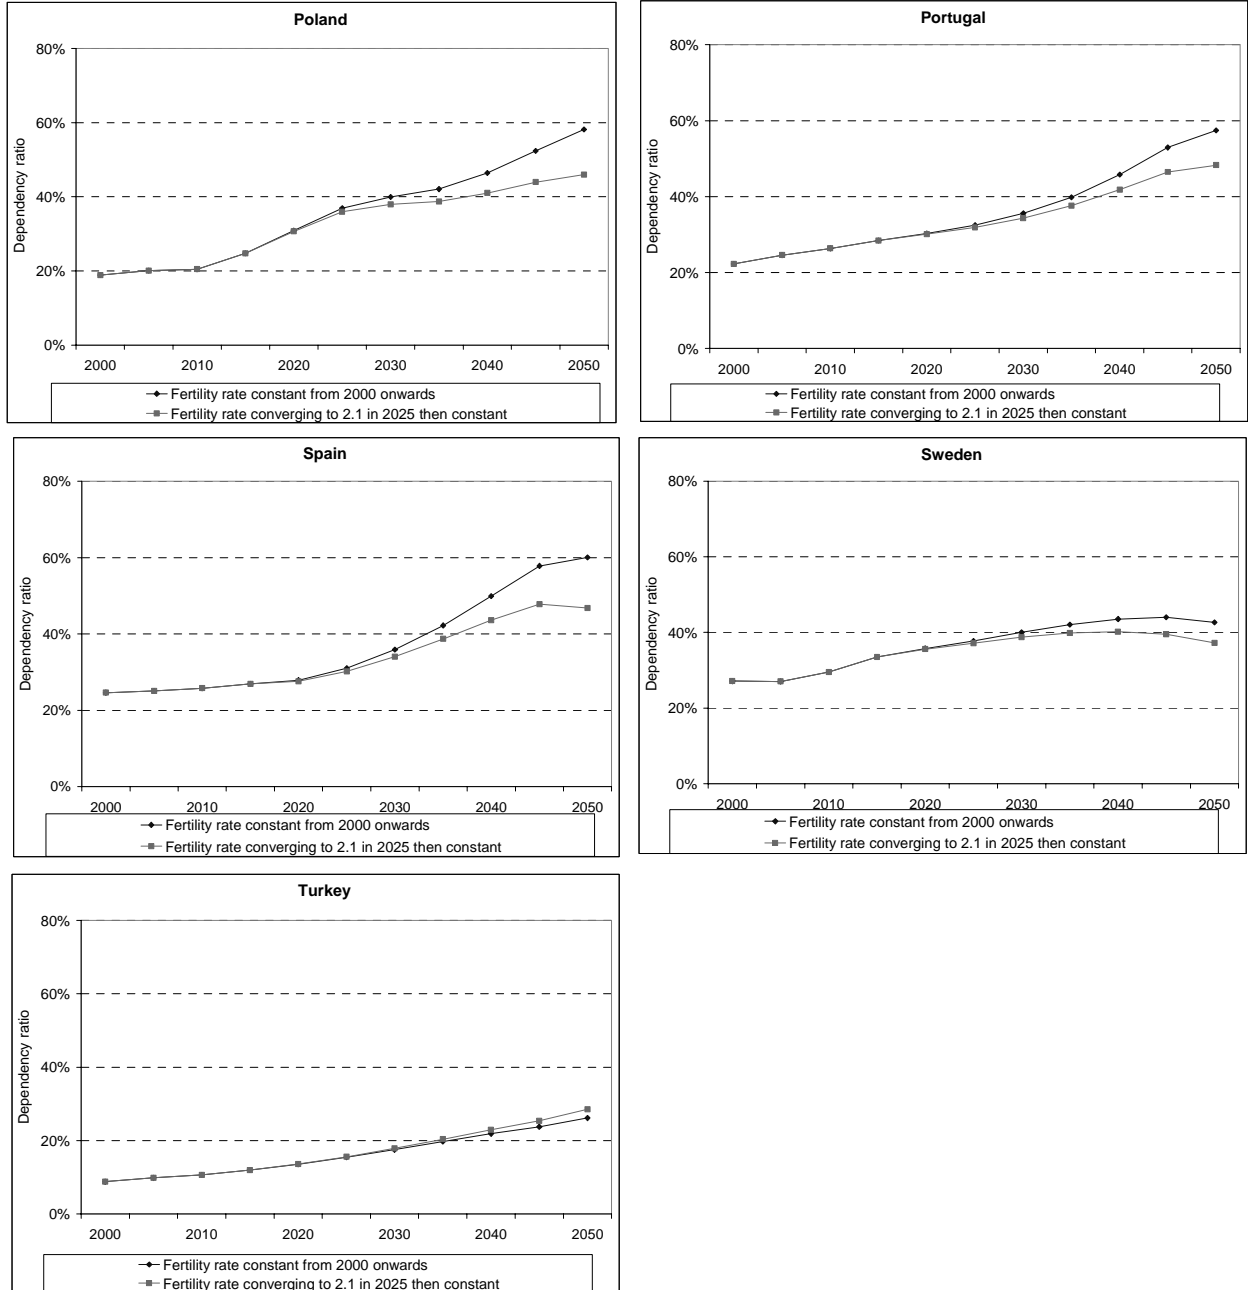 Poland
80%
60%
40%
20%
0%
Dependency ratio
2000 2010 2020 2030 2040 2050
Fertility rate constant from 2000 onwards
Fertility rate converging to 2.1 in 2025 then constant
Portugal
80%
60%
40%
20%
0%
Dependency ratio
2000 2010 2020 2030 2040 2050
Fertility rate constant from 2000 onwards
Fertility rate converging to 2.1 in 2025 then constant
Spain
80%
60%
40%
20%
0%
Dependency ratio
2000 2010 2020 2030 2040 2050
Fertility rate constant from 2000 onwards
Fertility rate converging to 2.1 in 2025 then constant
Sweden
80%
60%
40%
20%
0%
Dependency ratio
2000 2010 2020 2030 2040 2050
Fertility rate constant from 2000 onwards
Fertility rate converging to 2.1 in 2025 then constant
Turkey
80%
60%
40%
20%
0%
Dependency ratio
2000 2010 2020 2030 2040 2050
Fertility rate constant from 2000 onwards
Fertility rate converging to 2.1 in 2025 then constant